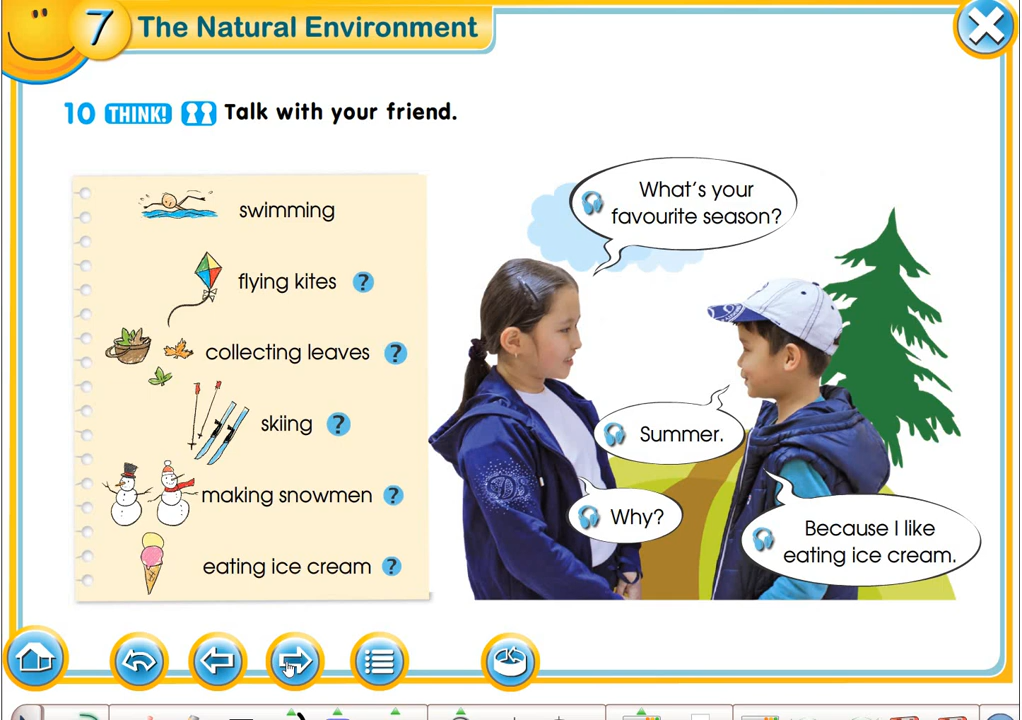 7 The Natural Environment
10 THINK! Talk with your friend.
swimming
flying kites ?
collecting leaves ?
skiing ?
making snowmen ?
eating ice cream ?
What's your
favourite season?
Summer.
Why?
Because I like
eating ice cream.